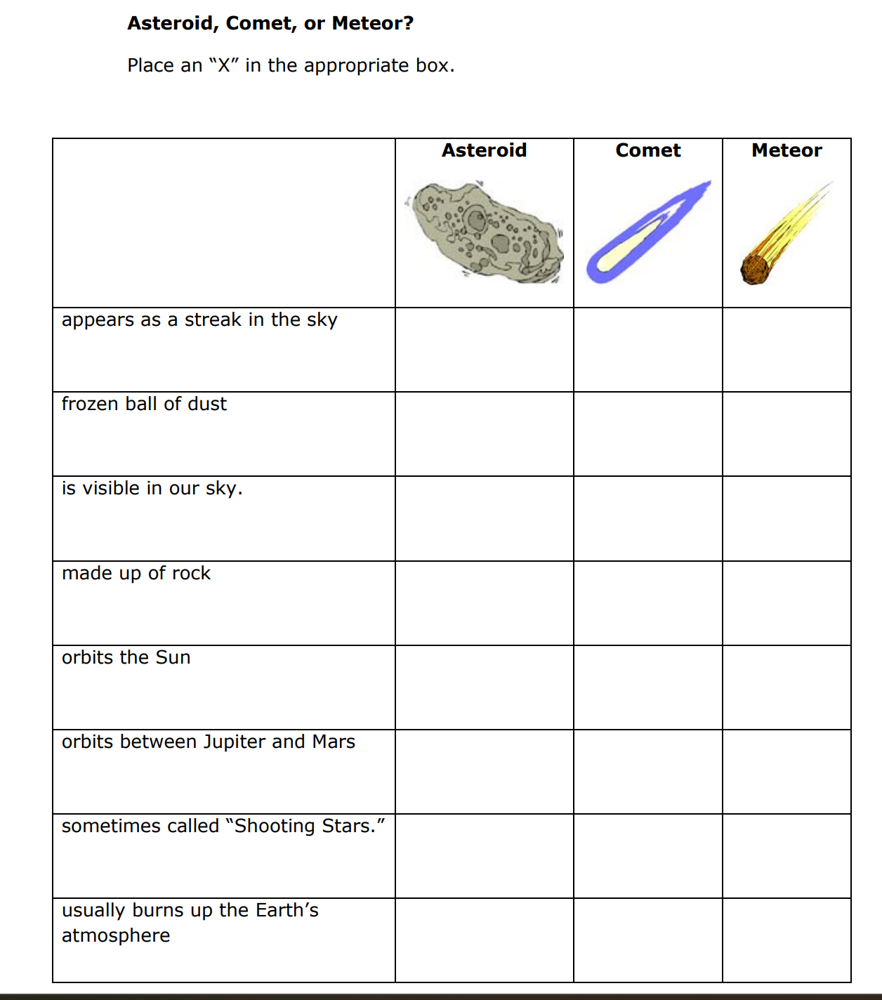 Asteroid, Comet, or Meteor?
Place an “X” in the appropriate box.
Asteroid Comet Meteor
appears as a streak in the sky
frozen ball of dust
is visible in our sky.
made up of rock
orbits the Sun
orbits between Jupiter and Mars
sometimes called “Shooting Stars.”
usually burns up the Earth’s
atmosphere